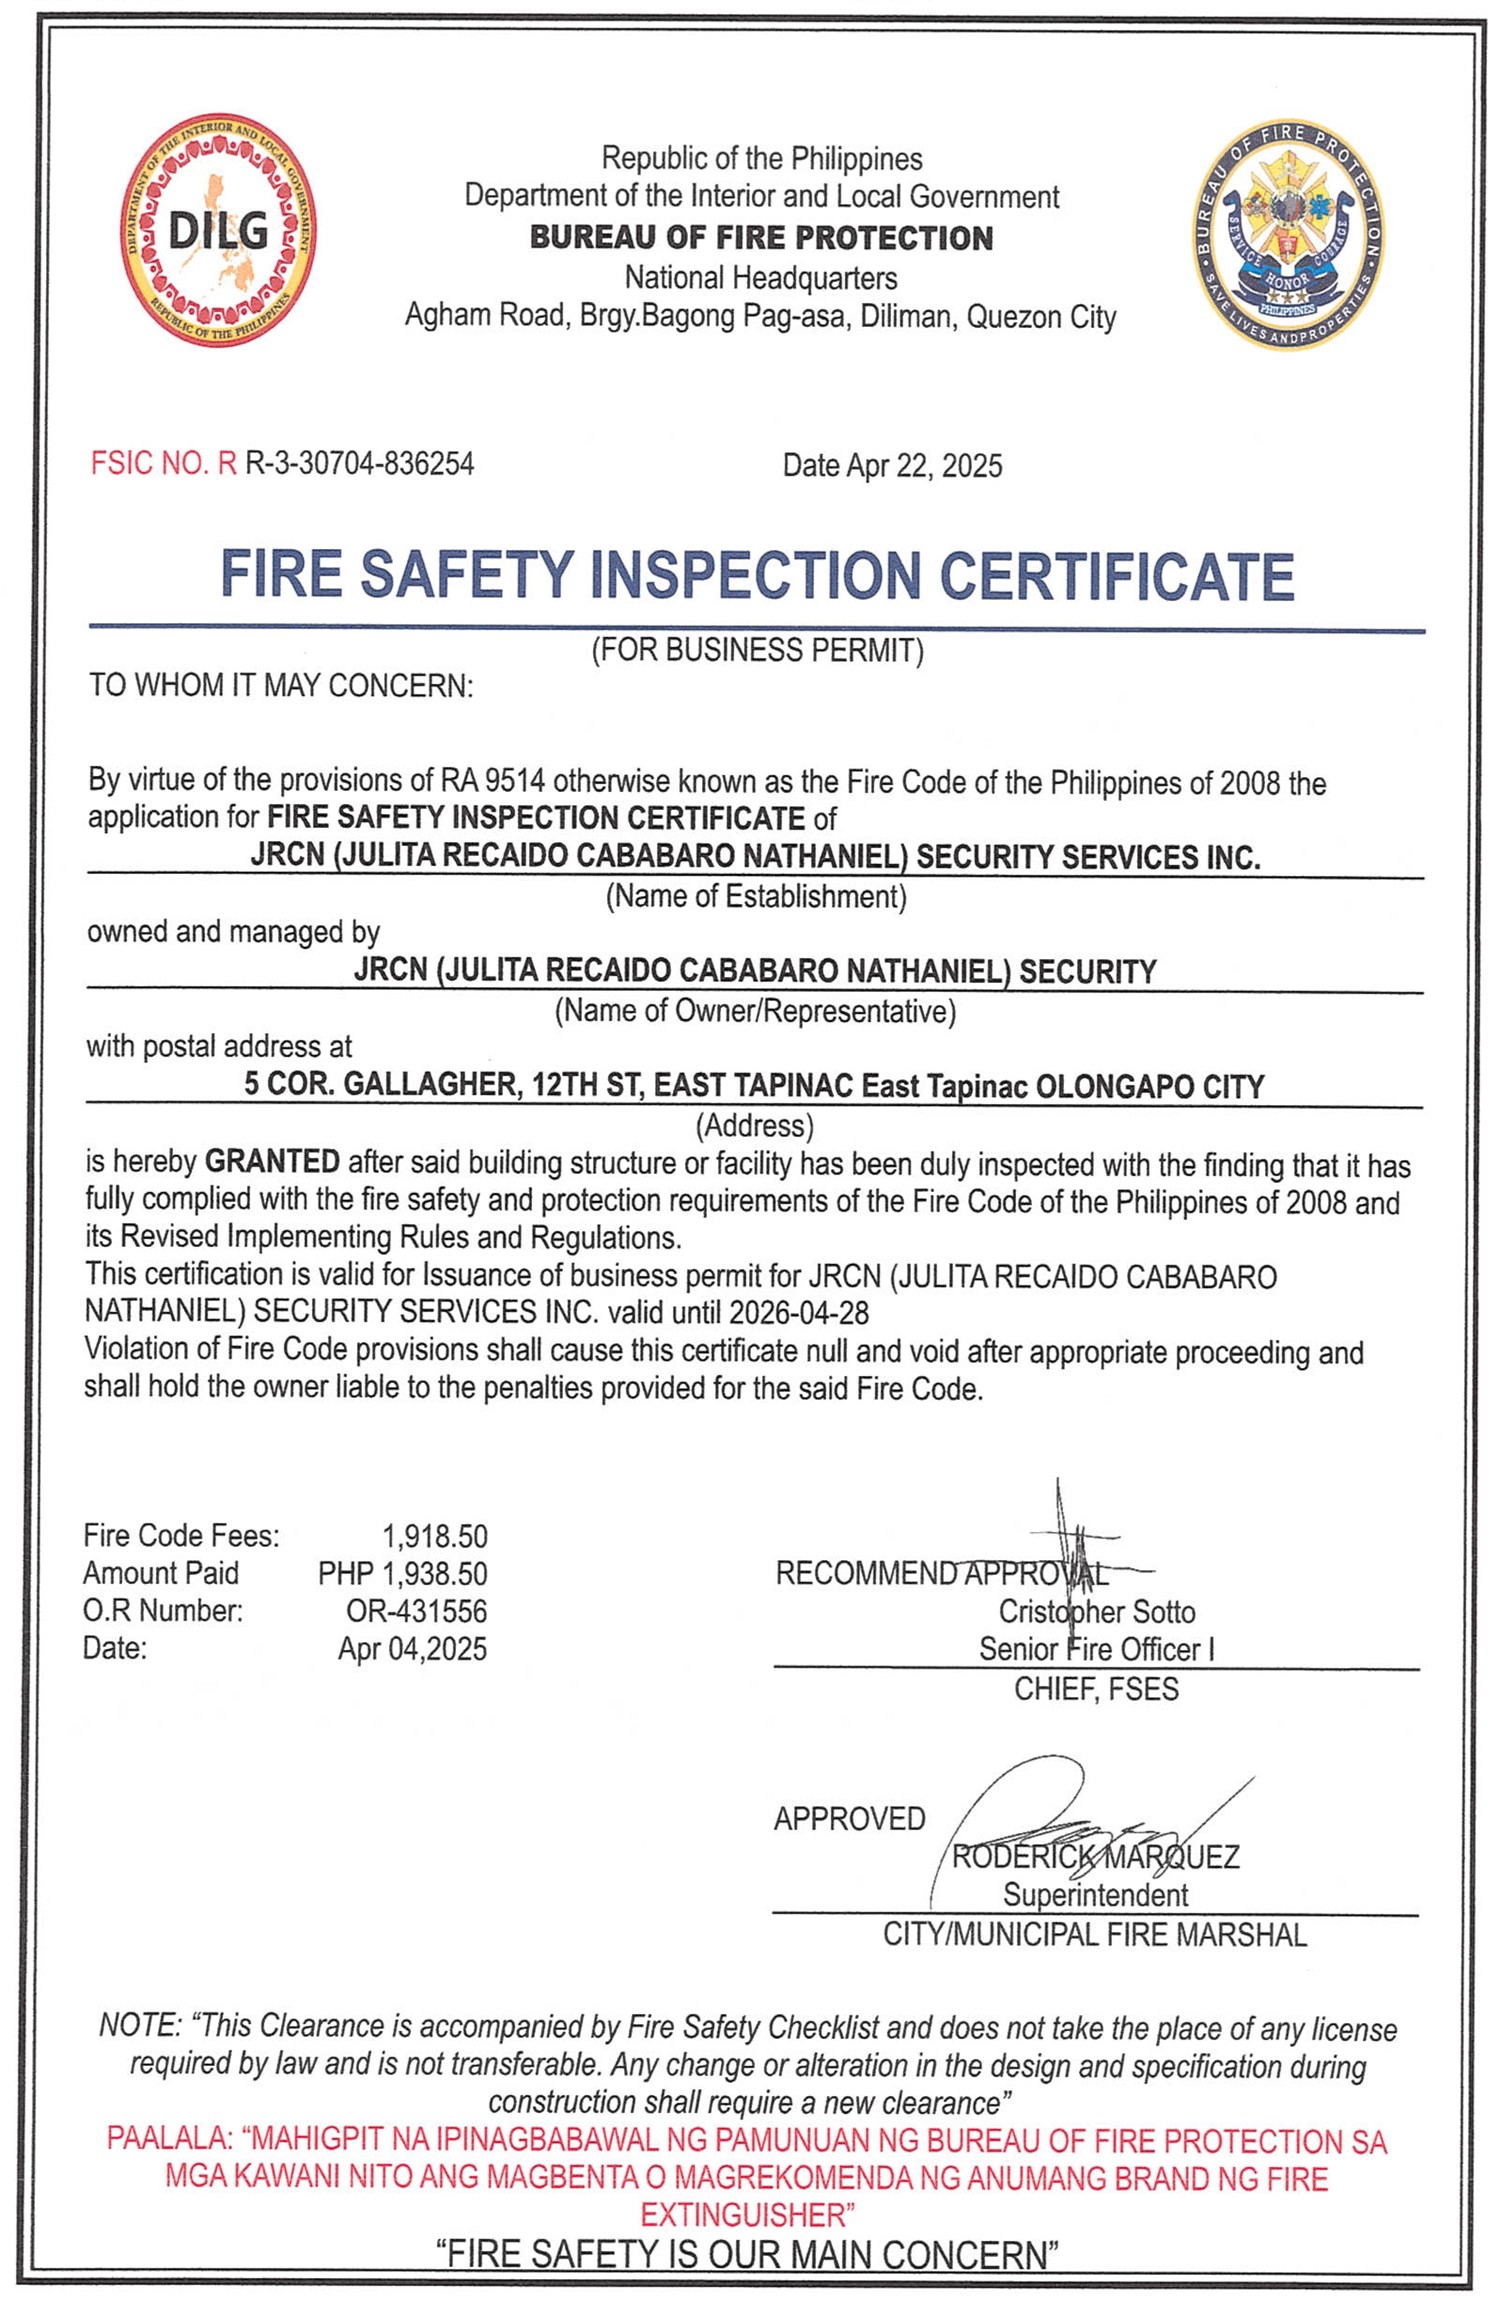 DEPARTMENT OF THE INTERIOR AND LOCAL GOVERNMENT
DILG
REPUBLIC OF THE PHILIPPINES
Republic of the Philippines
Department of the Interior and Local Government
BUREAU OF FIRE PROTECTION
National Headquarters
Agham Road, Brgy.Bagong Pag-asa, Diliman, Quezon City
BUREAU OF FIRE PROTECTION
SERVICE
HONOR
COURAGE
PHILIPPINES
SAVE LIVES AND PROPERTIES
FSIC NO. R R-3-30704-836254
Date Apr 22, 2025
FIRE SAFETY INSPECTION CERTIFICATE
(FOR BUSINESS PERMIT)
TO WHOM IT MAY CONCERN:
By virtue of the provisions of RA 9514 otherwise known as the Fire Code of the Philippines of 2008 the
application for FIRE SAFETY INSPECTION CERTIFICATE of
JRCN (JULITA RECAIDO CABABARO NATHANIEL) SECURITY SERVICES INC.
(Name of Establishment)
owned and managed by
JRCN (JULITA RECAIDO CABABARO NATHANIEL) SECURITY
(Name of Owner/Representative)
with postal address at
5 COR. GALLAGHER, 12TH ST, EAST TAPINAC East Tapinac OLONGAPO CITY
(Address)
is hereby GRANTED after said building structure or facility has been duly inspected with the finding that it has
fully complied with the fire safety and protection requirements of the Fire Code of the Philippines of 2008 and
its Revised Implementing Rules and Regulations.
This certification is valid for Issuance of business permit for JRCN (JULITA RECAIDO CABABARO
NATHANIEL) SECURITY SERVICES INC. valid until 2026-04-28
Violation of Fire Code provisions shall cause this certificate null and void after appropriate proceeding and
shall hold the owner liable to the penalties provided for the said Fire Code.
Fire Code Fees: 1,918.50
Amount Paid PHP 1,938.50
O.R Number: OR-431556
Date: Apr 04,2025
RECOMMEND APPROVAL
Cristopher Sotto
Senior Fire Officer I
CHIEF, FSES
APPROVED
RODERICK MARQUEZ
Superintendent
CITY/MUNICIPAL FIRE MARSHAL
NOTE: “This Clearance is accompanied by Fire Safety Checklist and does not take the place of any license
required by law and is not transferable. Any change or alteration in the design and specification during
construction shall require a new clearance”
PAALALA: “MAHIGPIT NA IPINAGBABAWAL NG PAMUNUAN NG BUREAU OF FIRE PROTECTION SA
MGA KAWANI NITO ANG MAGBENTA O MAGREKOMENDA NG ANUMANG BRAND NG FIRE
EXTINGUISHER”
“FIRE SAFETY IS OUR MAIN CONCERN”